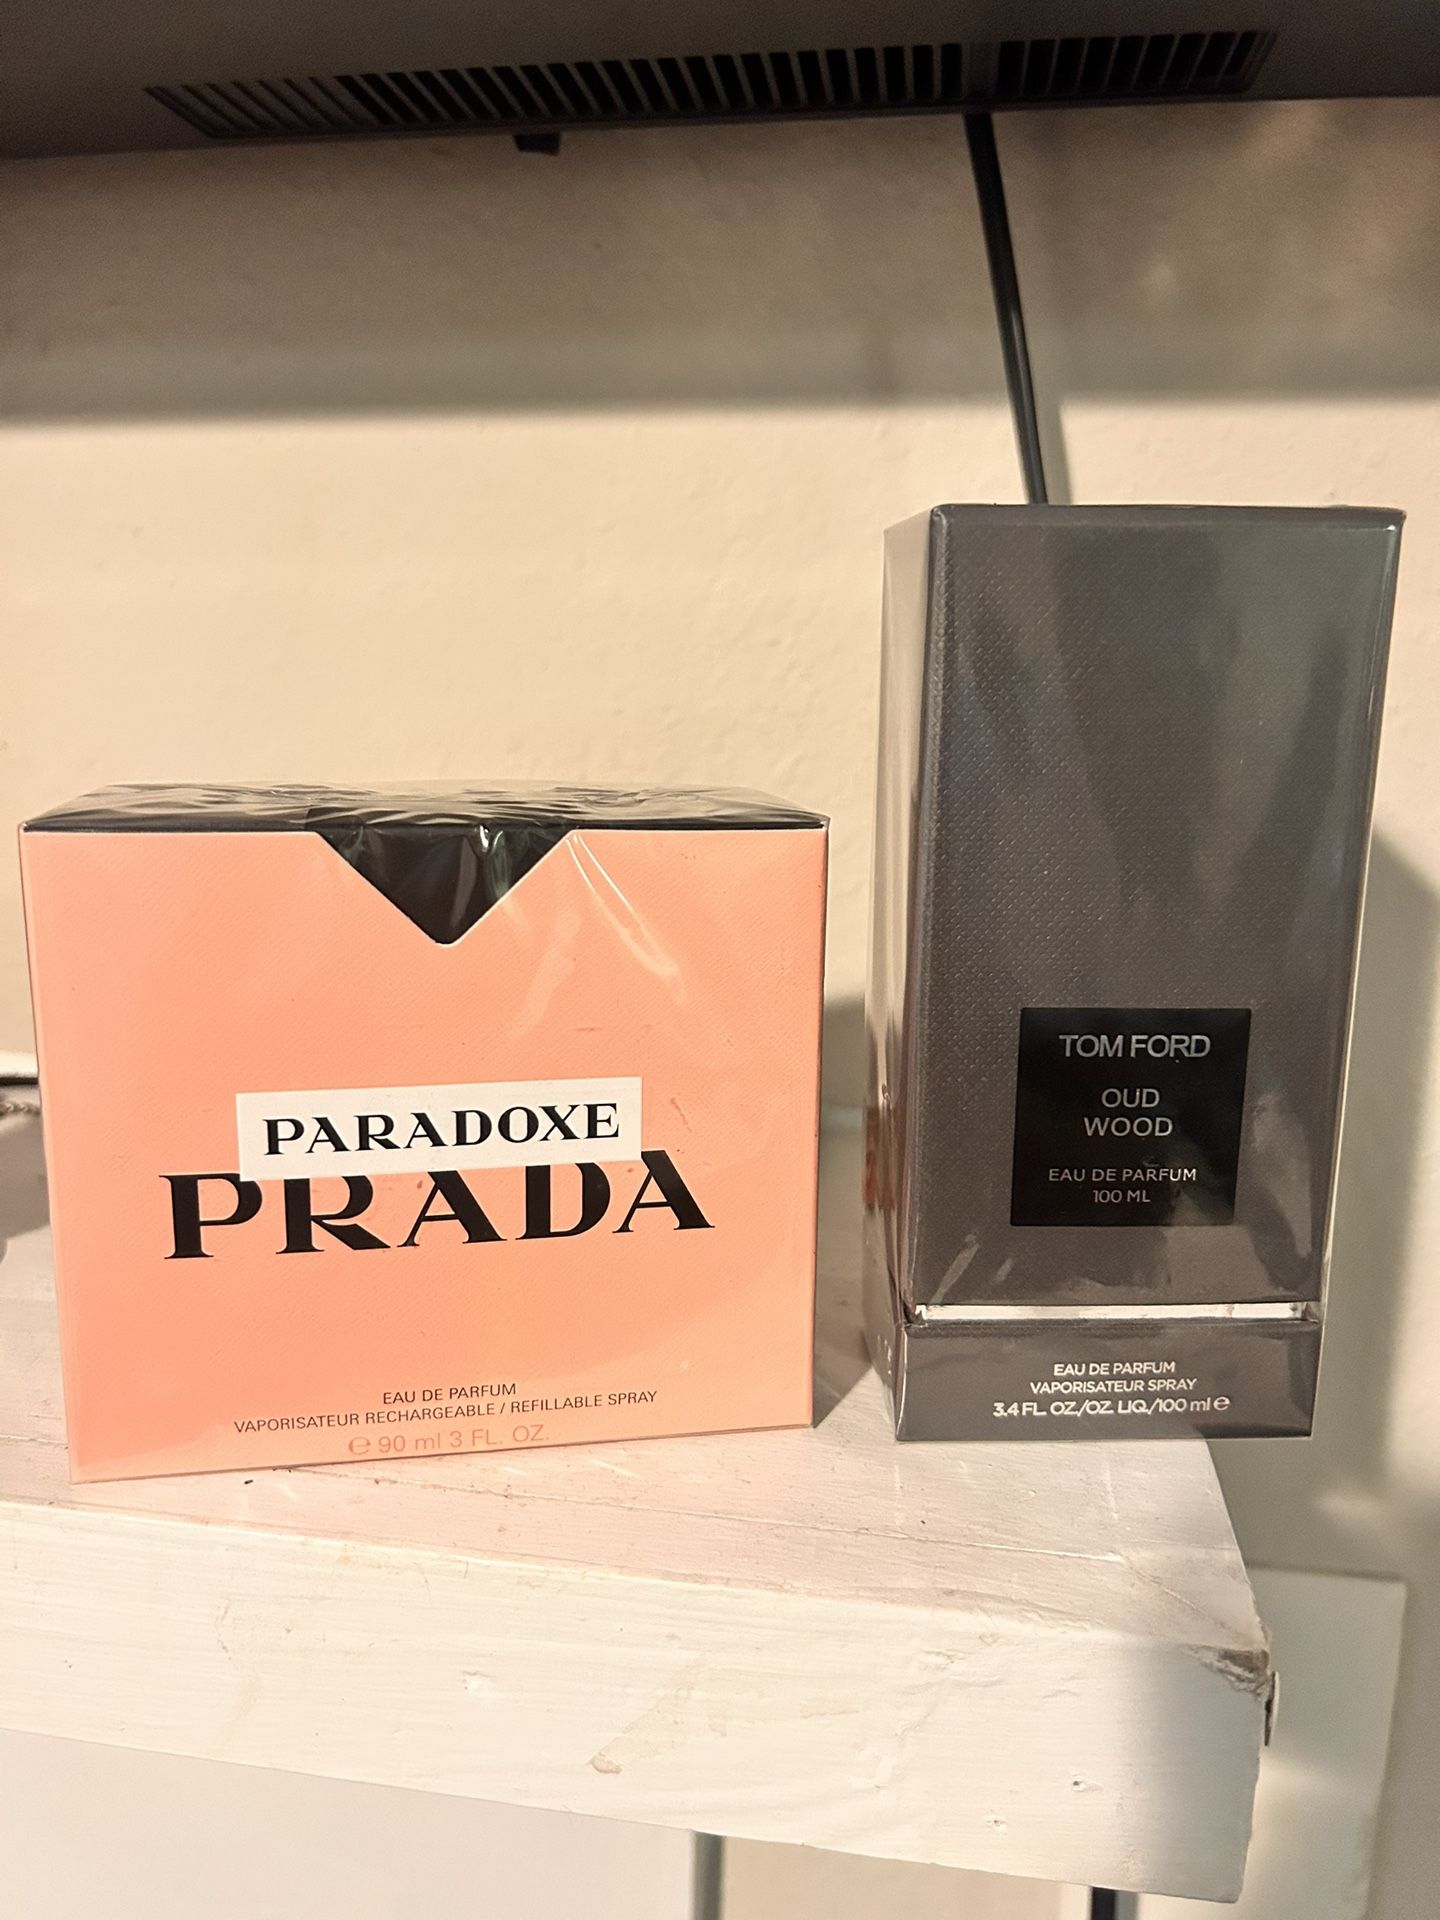 PARADOXE
PRADA
EAU DE PARFUM
VAPORISATEUR RECHARGEABLE / REFILLABLE SPRAY
℮ 90 ml 3 FL. OZ.
TOM FORD
OUD
WOOD
EAU DE PARFUM
100 ML
EAU DE PARFUM
VAPORISATEUR SPRAY
3.4 FL. OZ./OZ. LIQ./100 ml ℮